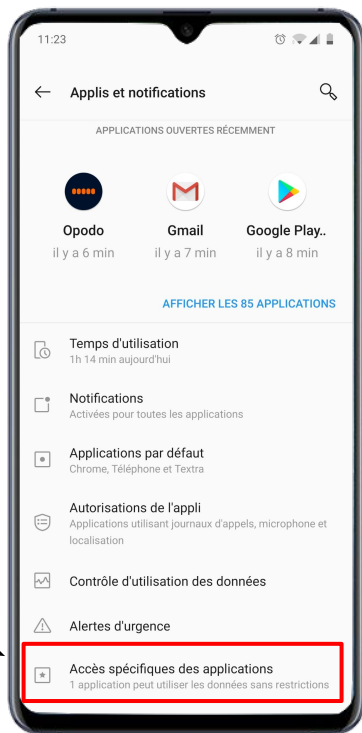 11:23
Applis et notifications
APPLICATIONS OUVERTES RÉCEMMENT
Opodo Gmail Google Play..
il y a 6 min il y a 7 min il y a 8 min
AFFICHER LES 85 APPLICATIONS
Temps d'utilisation
1h 14 min aujourd'hui
Notifications
Activées pour toutes les applications
Applications par défaut
Chrome, Téléphone et Textra
Autorisations de l'appli
Applications utilisant journaux d'appels, microphone et
localisation
Contrôle d'utilisation des données
Alertes d'urgence
Accès spécifiques des applications
1 application peut utiliser les données sans restrictions